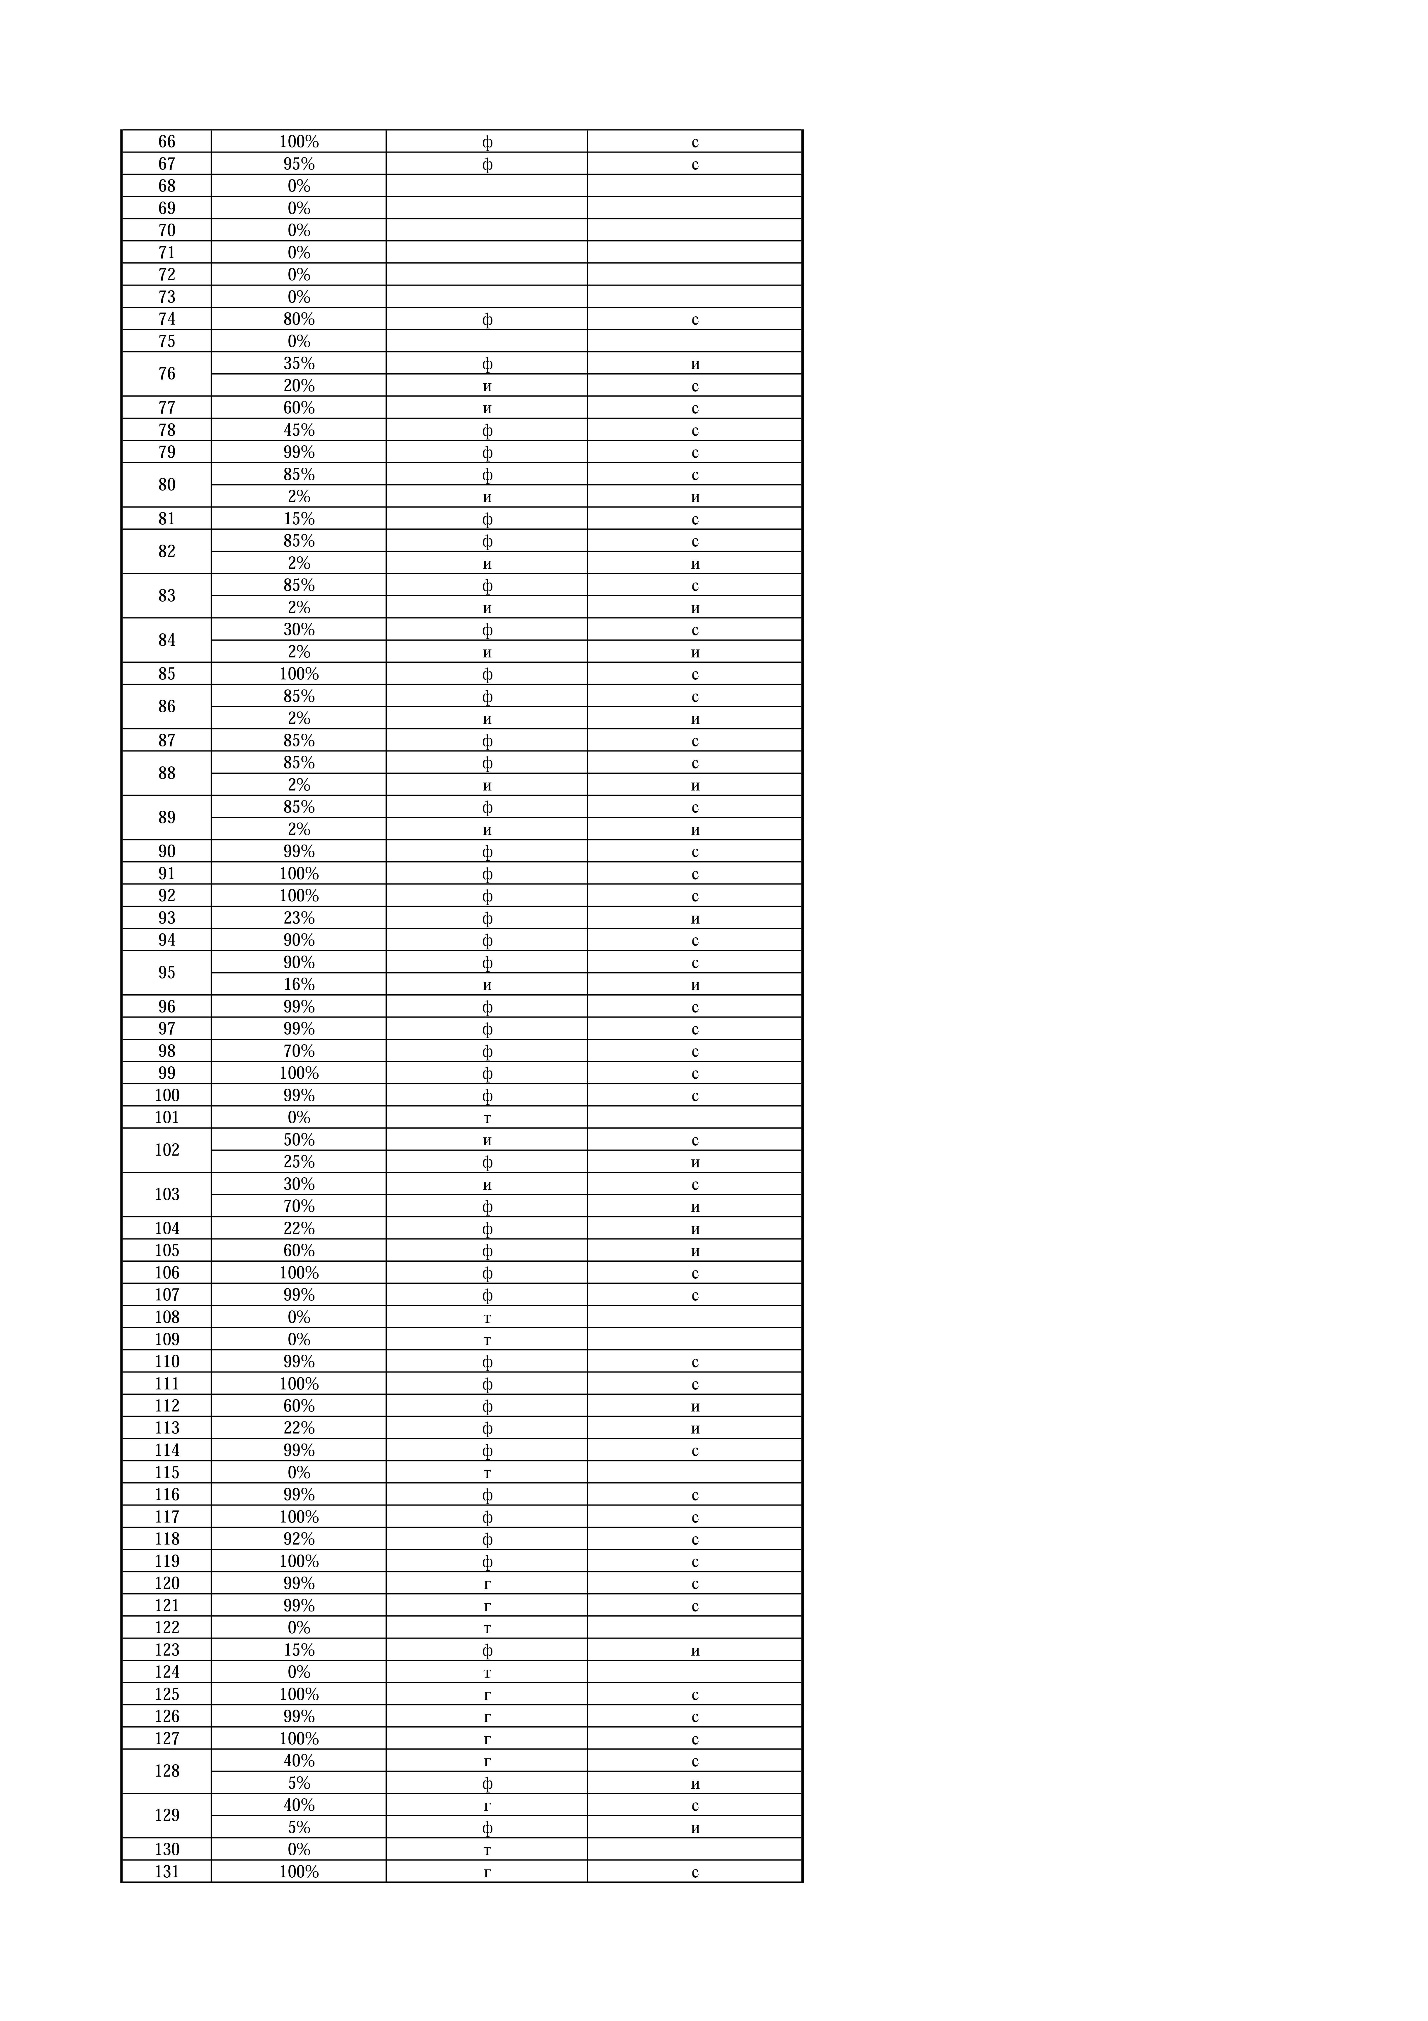 66 100% ф с
67 95% ф с
68 0%
69 0%
70 0%
71 0%
72 0%
73 0%
74 80% ф с
75 0%
76 35% ф и
20% и с
77 60% и с
78 45% ф с
79 99% ф с
80 85% ф с
2% и и
81 15% ф с
82 85% ф с
2% и и
83 85% ф с
2% и и
84 30% ф с
2% и и
85 100% ф с
86 85% ф с
2% и и
87 85% ф с
88 85% ф с
2% и и
89 85% ф с
2% и и
90 99% ф с
91 100% ф с
92 100% ф с
93 23% ф и
94 90% ф с
95 90% ф с
16% и и
96 99% ф с
97 99% ф с
98 70% ф с
99 100% ф с
100 99% ф с
101 0% т
102 50% и с
25% ф и
103 30% и с
70% ф и
104 22% ф и
105 60% ф и
106 100% ф с
107 99% ф с
108 0% т
109 0% т
110 99% ф с
111 100% ф с
112 60% ф и
113 22% ф и
114 99% ф с
115 0% т
116 99% ф с
117 100% ф с
118 92% ф с
119 100% ф с
120 99% г с
121 99% г с
122 0% т
123 15% ф и
124 0% т
125 100% г с
126 99% г с
127 100% г с
128 40% г с
5% ф и
129 40% г с
5% ф и
130 0% т
131 100% г с